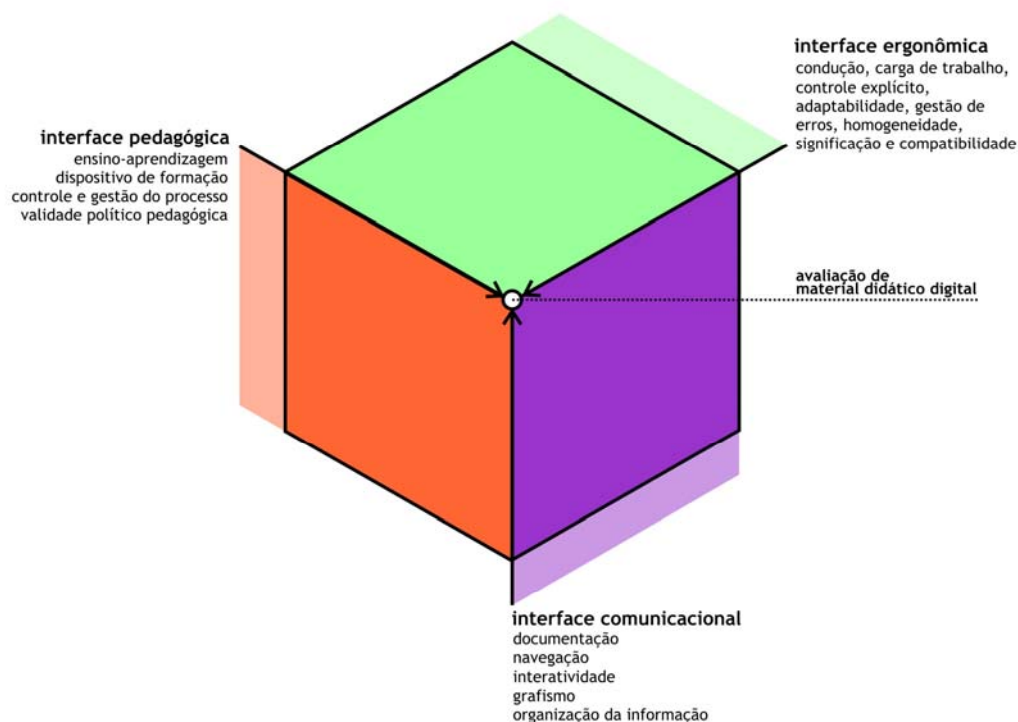 interface ergonômica
condução, carga de trabalho,
controle explícito,
adaptabilidade, gestão de
erros, homogeneidade,
significação e compatibilidade
interface pedagógica
ensino-aprendizagem
dispositivo de formação
controle e gestão do processo
validade político pedagógica
avaliação de
material didático digital
interface comunicacional
documentação
navegação
interatividade
grafismo
organização da informação